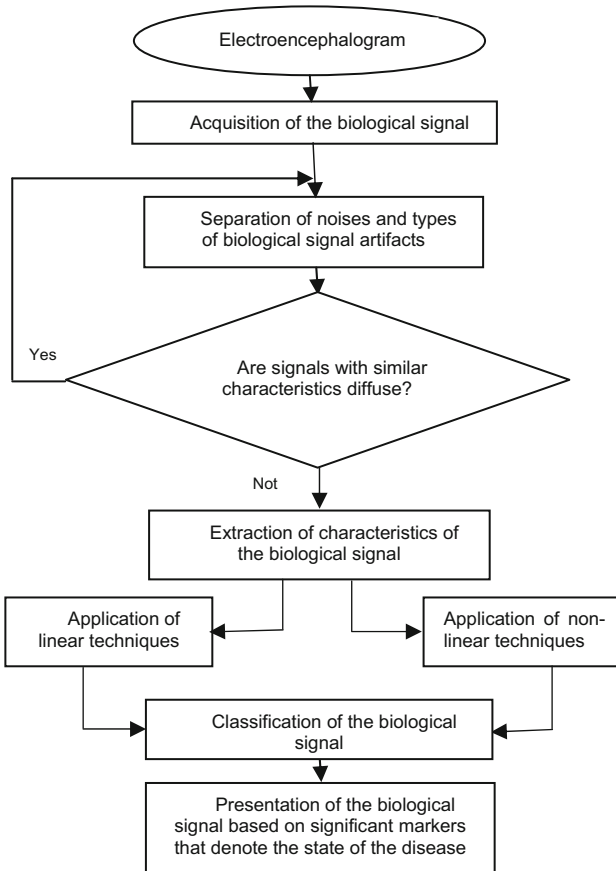 Electroencephalogram
Acquisition of the biological signal
Separation of noises and types
of biological signal artifacts
Yes
Are signals with similar
characteristics diffuse?
Not
Extraction of characteristics of
the biological signal
Application of
linear techniques
Application of non-
linear techniques
Classification of the biological
signal
Presentation of the biological
signal based on significant markers
that denote the state of the disease